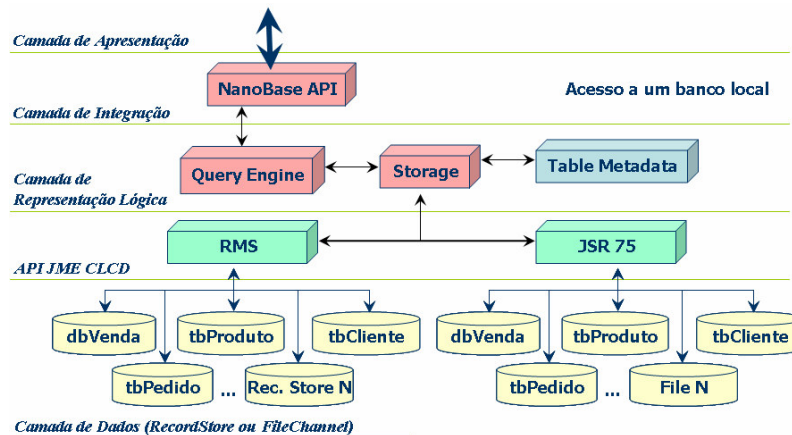 Camada de Apresentação
NanoBase API
Acesso a um banco local
Camada de Integração
Query Engine
Storage
Table Metadata
Camada de
Representação Lógica
RMS
JSR 75
API JME CLCD
dbVenda
tbProduto
tbCliente
dbVenda
tbProduto
tbCliente
tbPedido
...
Rec. Store N
tbPedido
...
File N
Camada de Dados (RecordStore ou FileChannel)